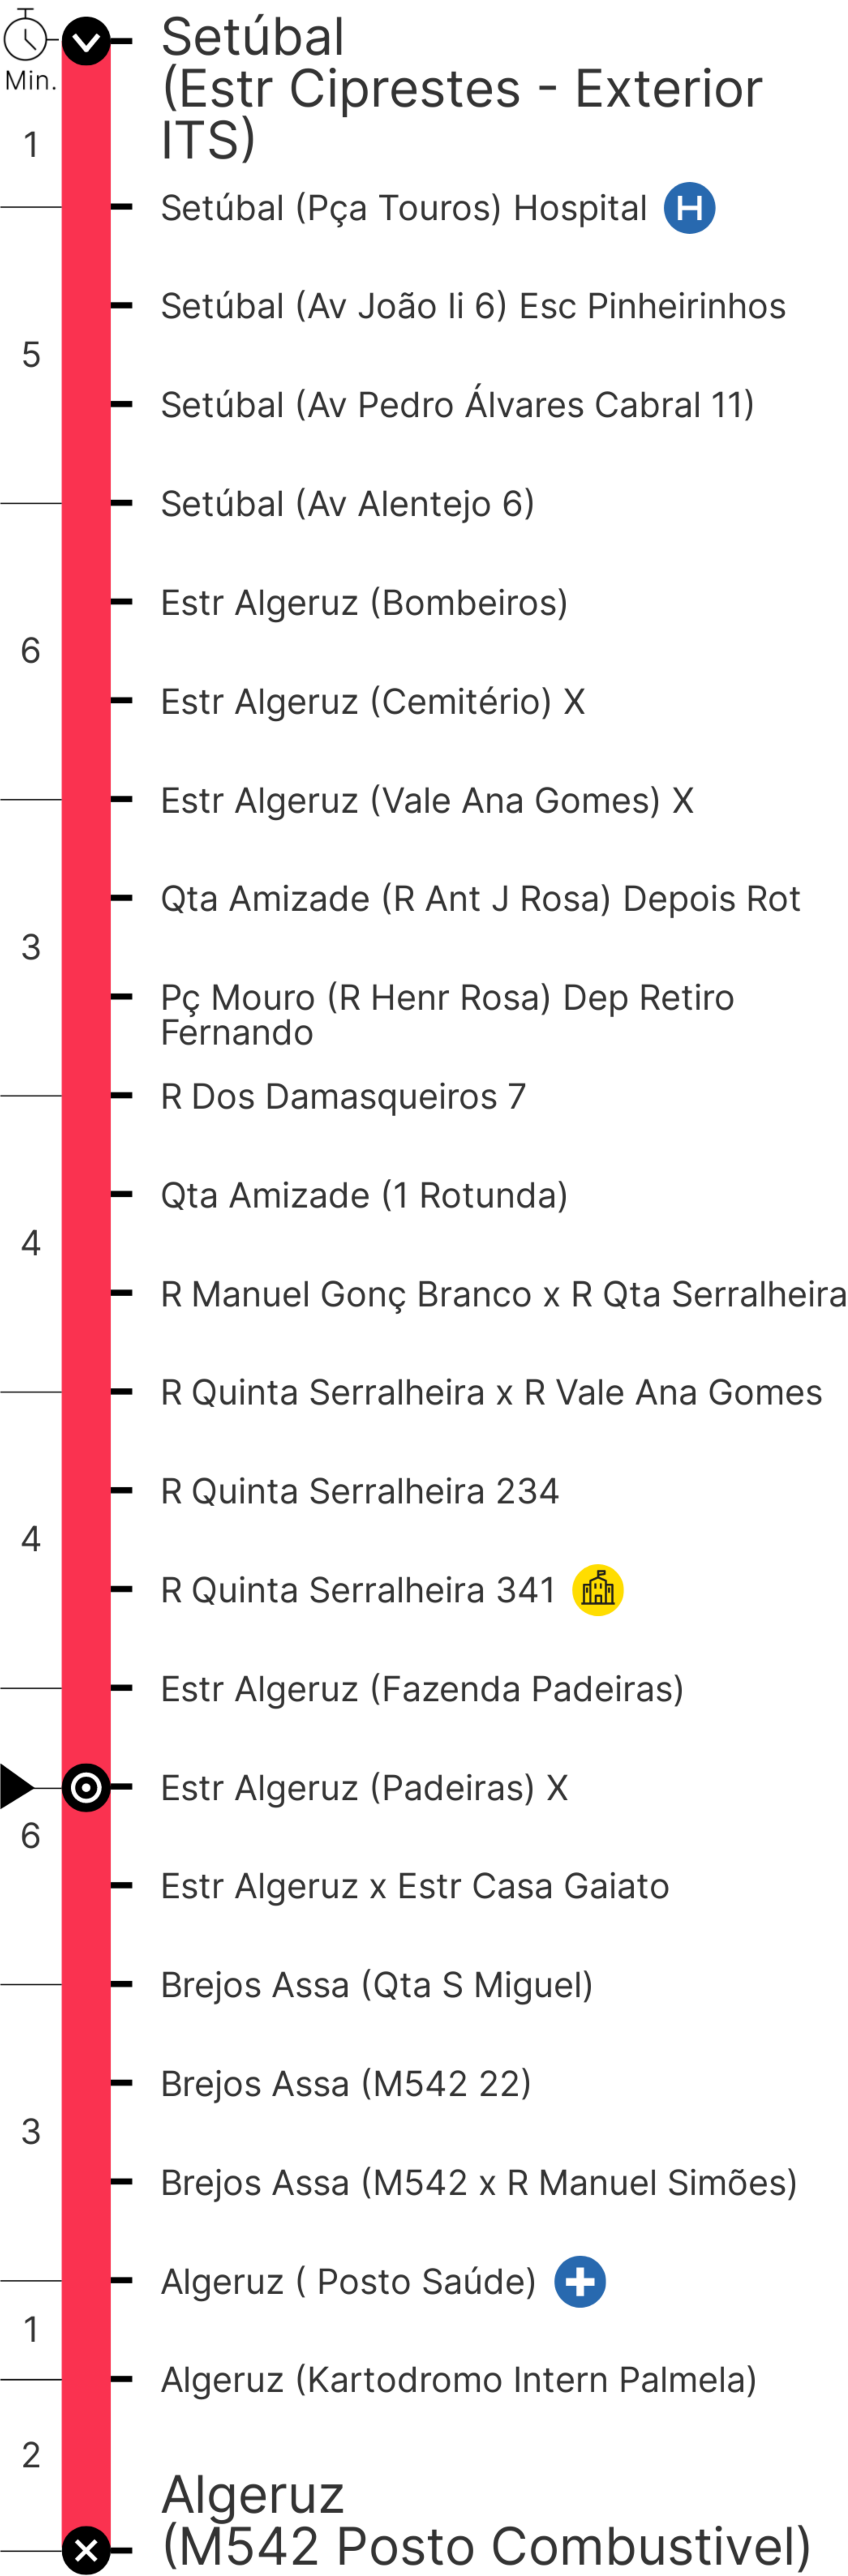 Setúbal
(Estr Ciprestes - Exterior
ITS)
Min.
1
Setúbal (Pça Touros) Hospital H
Setúbal (Av João Ii 6) Esc Pinheirinhos
5
Setúbal (Av Pedro Álvares Cabral 11)
Setúbal (Av Alentejo 6)
Estr Algeruz (Bombeiros)
6
Estr Algeruz (Cemitério) X
Estr Algeruz (Vale Ana Gomes) X
Qta Amizade (R Ant J Rosa) Depois Rot
3
Pç Mouro (R Henr Rosa) Dep Retiro
Fernando
R Dos Damasqueiros 7
Qta Amizade (1 Rotunda)
4
R Manuel Gonç Branco x R Qta Serralheira
R Quinta Serralheira x R Vale Ana Gomes
R Quinta Serralheira 234
4
R Quinta Serralheira 341
Estr Algeruz (Fazenda Padeiras)
Estr Algeruz (Padeiras) X
6
Estr Algeruz x Estr Casa Gaiato
Brejos Assa (Qta S Miguel)
Brejos Assa (M542 22)
3
Brejos Assa (M542 x R Manuel Simões)
Algeruz ( Posto Saúde)
1
Algeruz (Kartodromo Intern Palmela)
2
Algeruz
(M542 Posto Combustivel)